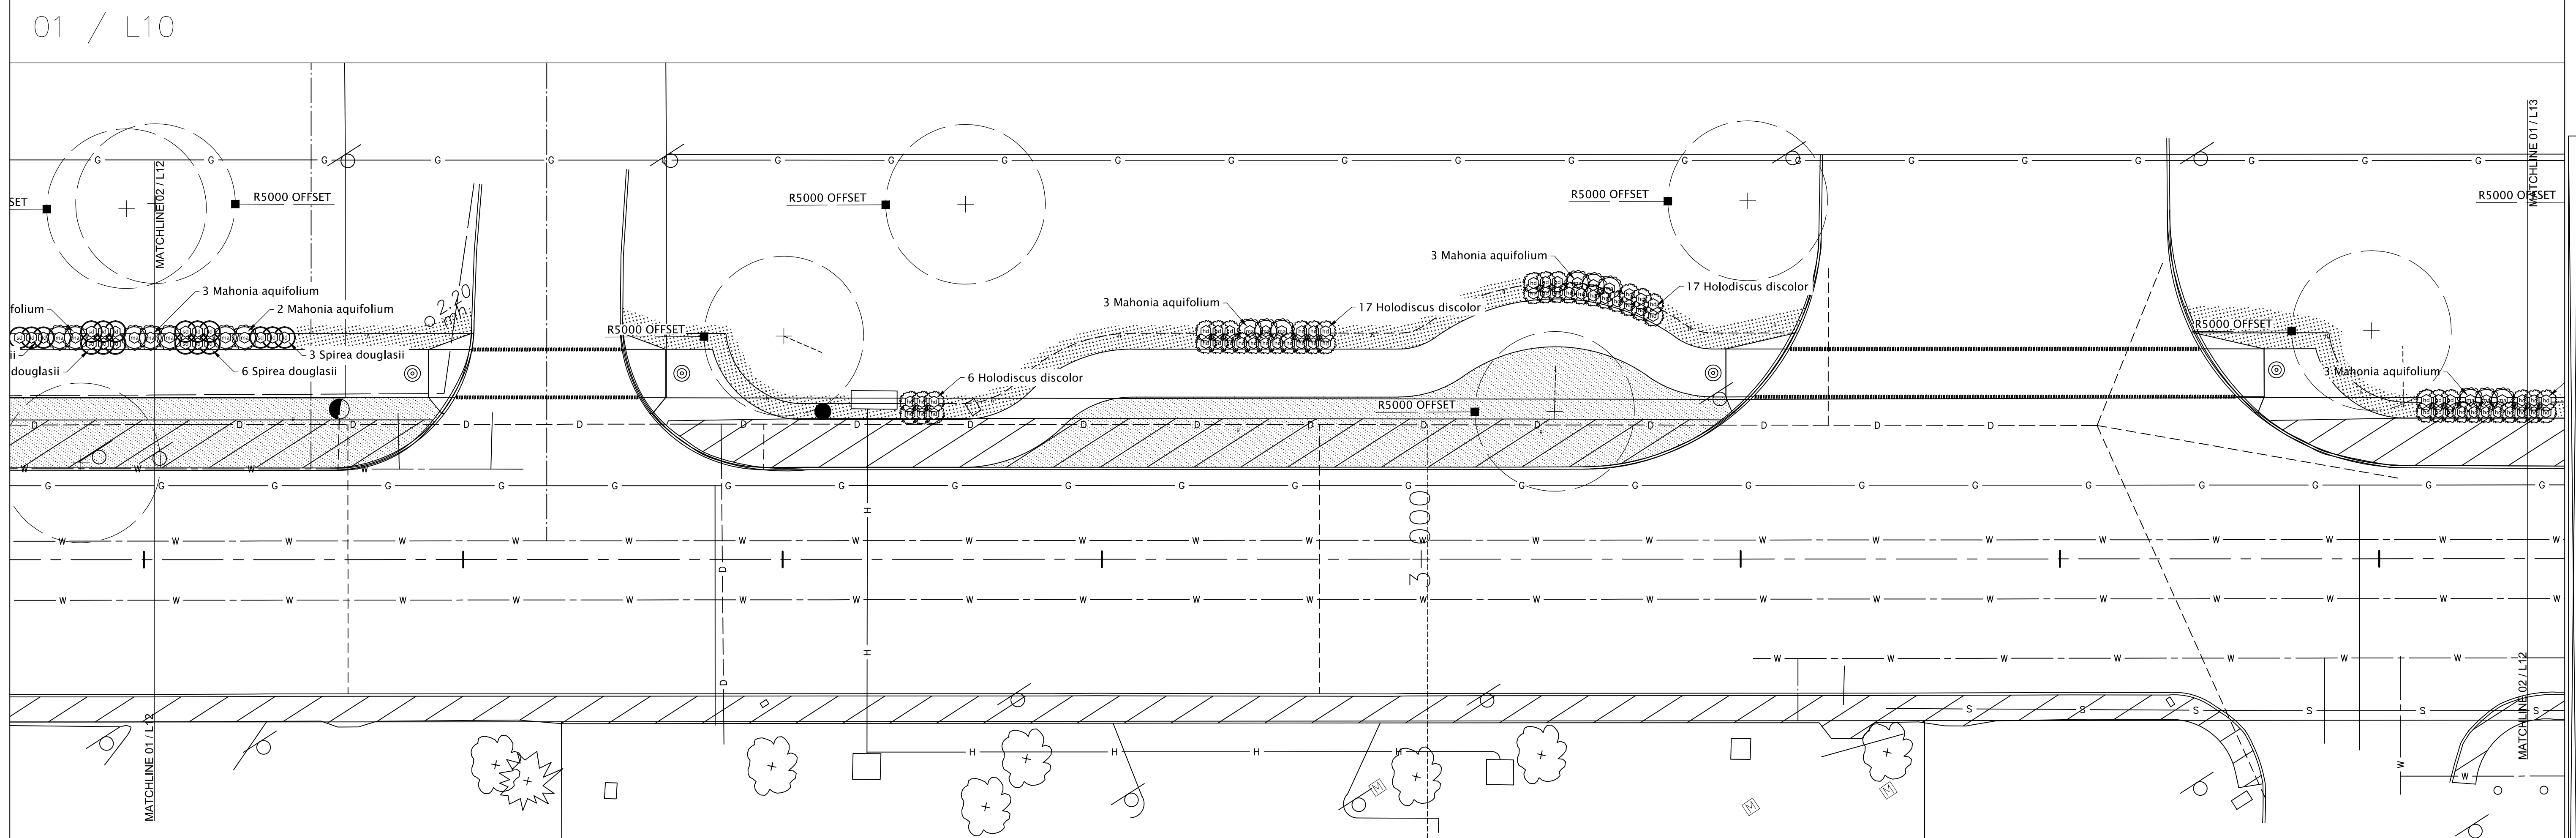 01 / L10
MATCHLINE 02 / L12
MATCHLINE 01 / L13
G G G G G G G G G G G G G G G G G G G G G G
SET
R5000 OFFSET
R5000 OFFSET
R5000 OFFSET
R5000 OFFSET
3 Mahonia aquifolium
3 Mahonia aquifolium
2.20
mh
folium
2 Mahonia aquifolium
3 Mahonia aquifolium
17 Holodiscus discolor
17 Holodiscus discolor
R5000 OFFSET
R5000 OFFSET
3 Spirea douglasii
douglasii
6 Spirea douglasii
6 Holodiscus discolor
3 Mahonia aquifolium
R5000 OFFSET
D D D D D D D D D D D D D D D D D D
W W W W
G G G G G G G G G G G G G G G G G G G G G G G
H
3+000
W W W W W W W W W W W W W W W W W W W W W W W
D
W W W W W W W W W W W W W W W W W W W W W W W
H
W W W W W W W
D
MATCHLINE 02 / L12
S S S S S S
MATCHLINE 01 / L12
H H H H
W
W
M
M
M